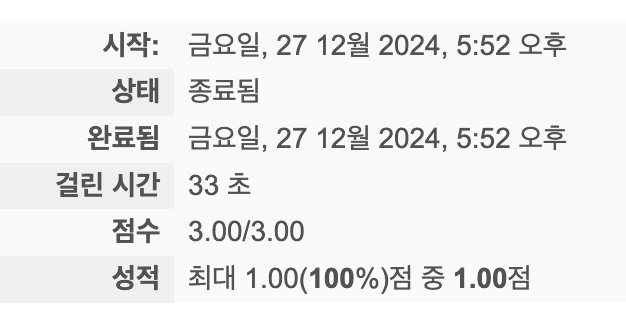 시작: 금요일, 27 12월 2024, 5:52 오후
상태 종료됨
완료됨 금요일, 27 12월 2024, 5:52 오후
걸린 시간 33 초
점수 3.00/3.00
성적 최대 1.00(100%)점 중 1.00점